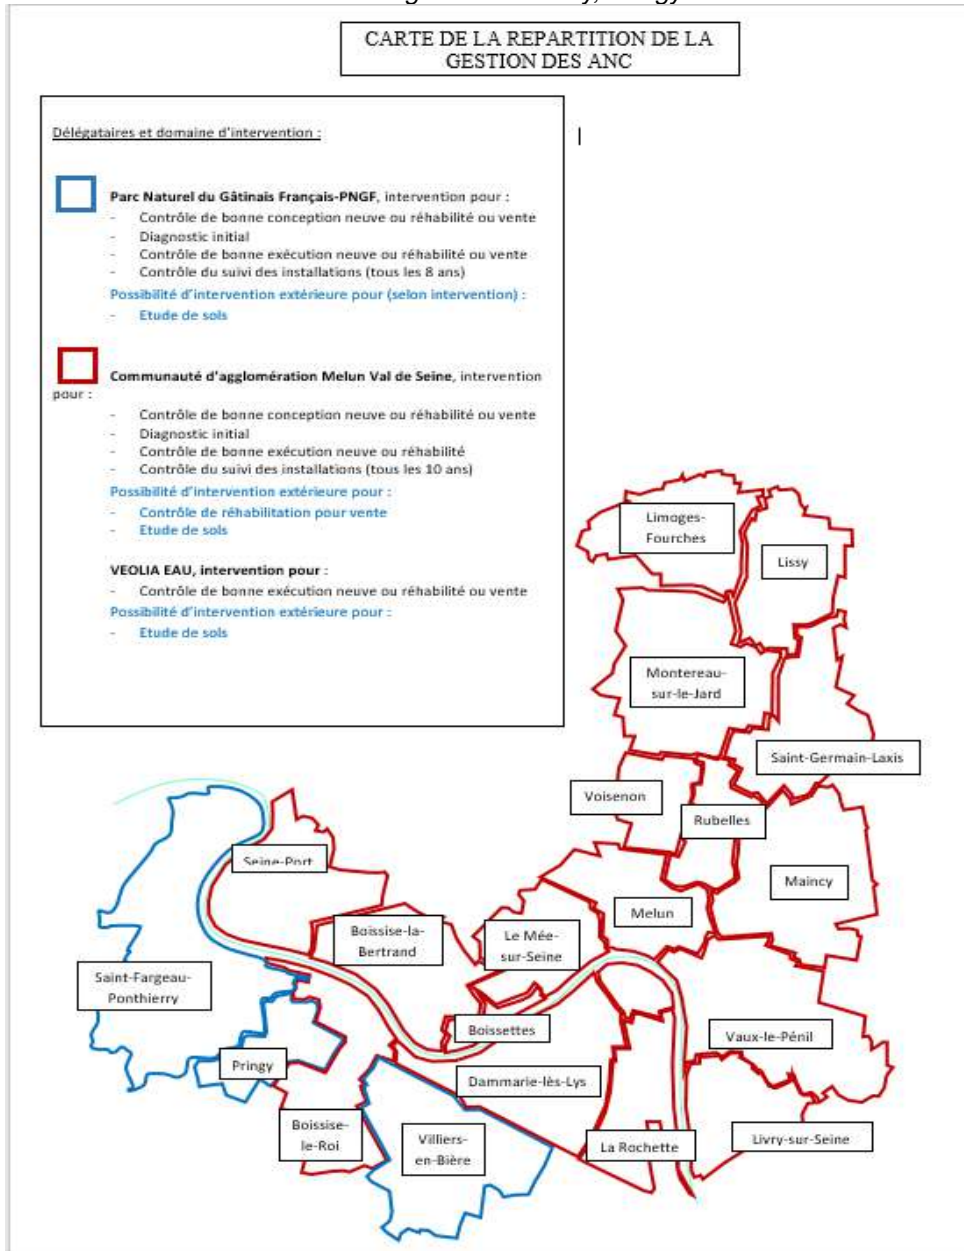 CARTE DE LA REPARTITION DE LA
GESTION DES ANC
Délégataires et domaine d'intervention :
Parc Naturel du Gâtinais Français-PNGF, intervention pour :
- Contrôle de bonne conception neuve ou réhabilité ou vente
- Diagnostic initial
- Contrôle de bonne exécution neuve ou réhabilité ou vente
- Contrôle du suivi des installations (tous les 8 ans)
Possibilité d'intervention extérieure pour (selon intervention) :
- Etude de sols
Communauté d'agglomération Melun Val de Seine, intervention
pour :
- Contrôle de bonne conception neuve ou réhabilité ou vente
- Diagnostic initial
- Contrôle de bonne exécution neuve ou réhabilité
- Contrôle du suivi des installations (tous les 10 ans)
Possibilité d'intervention extérieure pour :
- Contrôle de réhabilitation pour vente
- Etude de sols
VEOLIA EAU, intervention pour :
- Contrôle de bonne exécution neuve ou réhabilité ou vente
Possibilité d'intervention extérieure pour :
- Etude de sols
Limoges-
Fourches
Lissy
Montereau-
sur-le-Jard
Saint-Germain-Laxis
Voisenon
Rubelles
Seine-Port
Maincy
Melun
Boissise-la-
Bertrand
Le Mée-
sur-Seine
Saint-Fargeau-
Ponthierry
Boissettes
Vaux-le-Pénil
Pringy
Dammarie-lès-Lys
Boissise-
le-Roi
Villiers-
en-Bière
La Rochette
Livry-sur-Seine